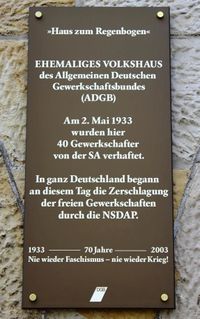 »Haus zum Regenbogen«
EHEMALIGES VOLKSHAUS
des Allgemeinen Deutschen
Gewerkschaftsbundes
(ADGB)
Am 2. Mai 1933
wurden hier
40 Gewerkschafter
von der SA verhaftet.
In ganz Deutschland begann
an diesem Tag die Zerschlagung
der freien Gewerkschaften
durch die NSDAP.
1933 —— 70 Jahre —— 2003
Nie wieder Faschismus – nie wieder Krieg!
DGB